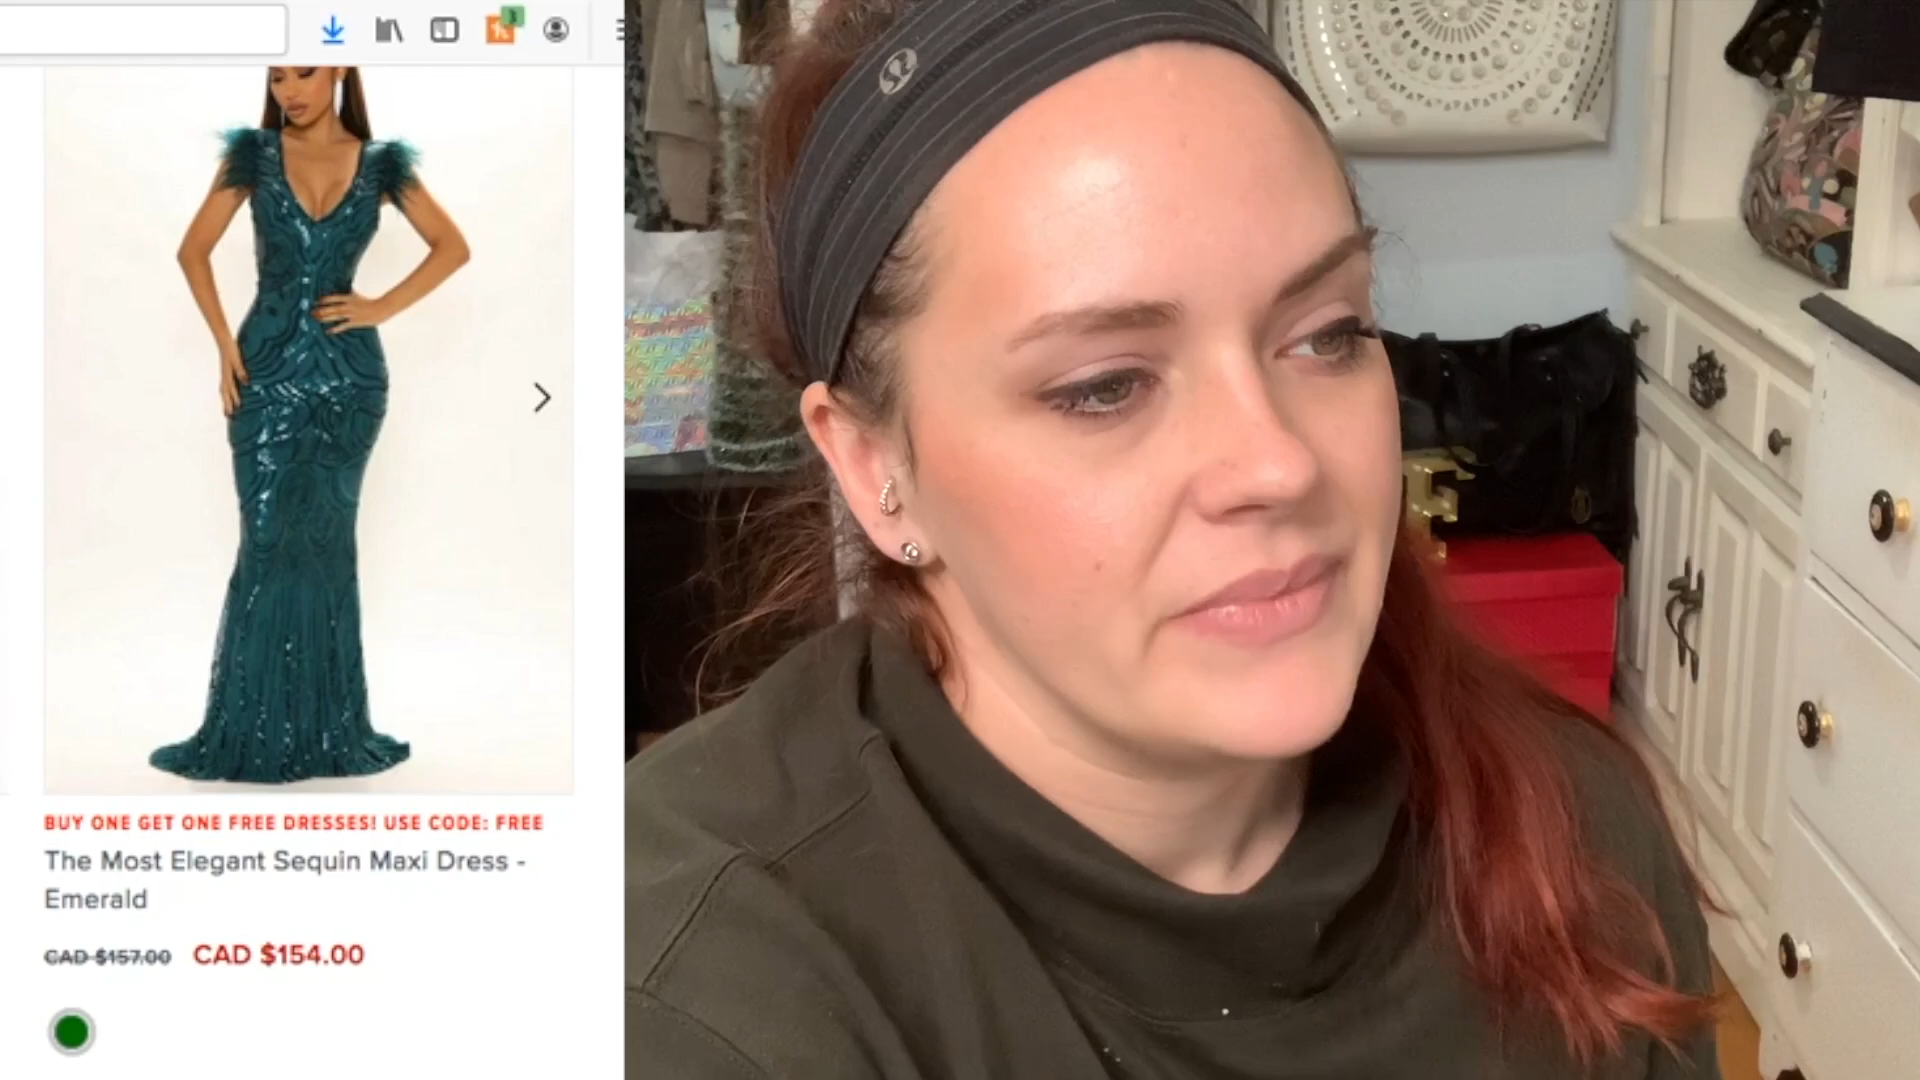 BUY ONE GET ONE FREE DRESSES! USE CODE: FREE
The Most Elegant Sequin Maxi Dress -
Emerald
CAD $157.00 CAD $154.00